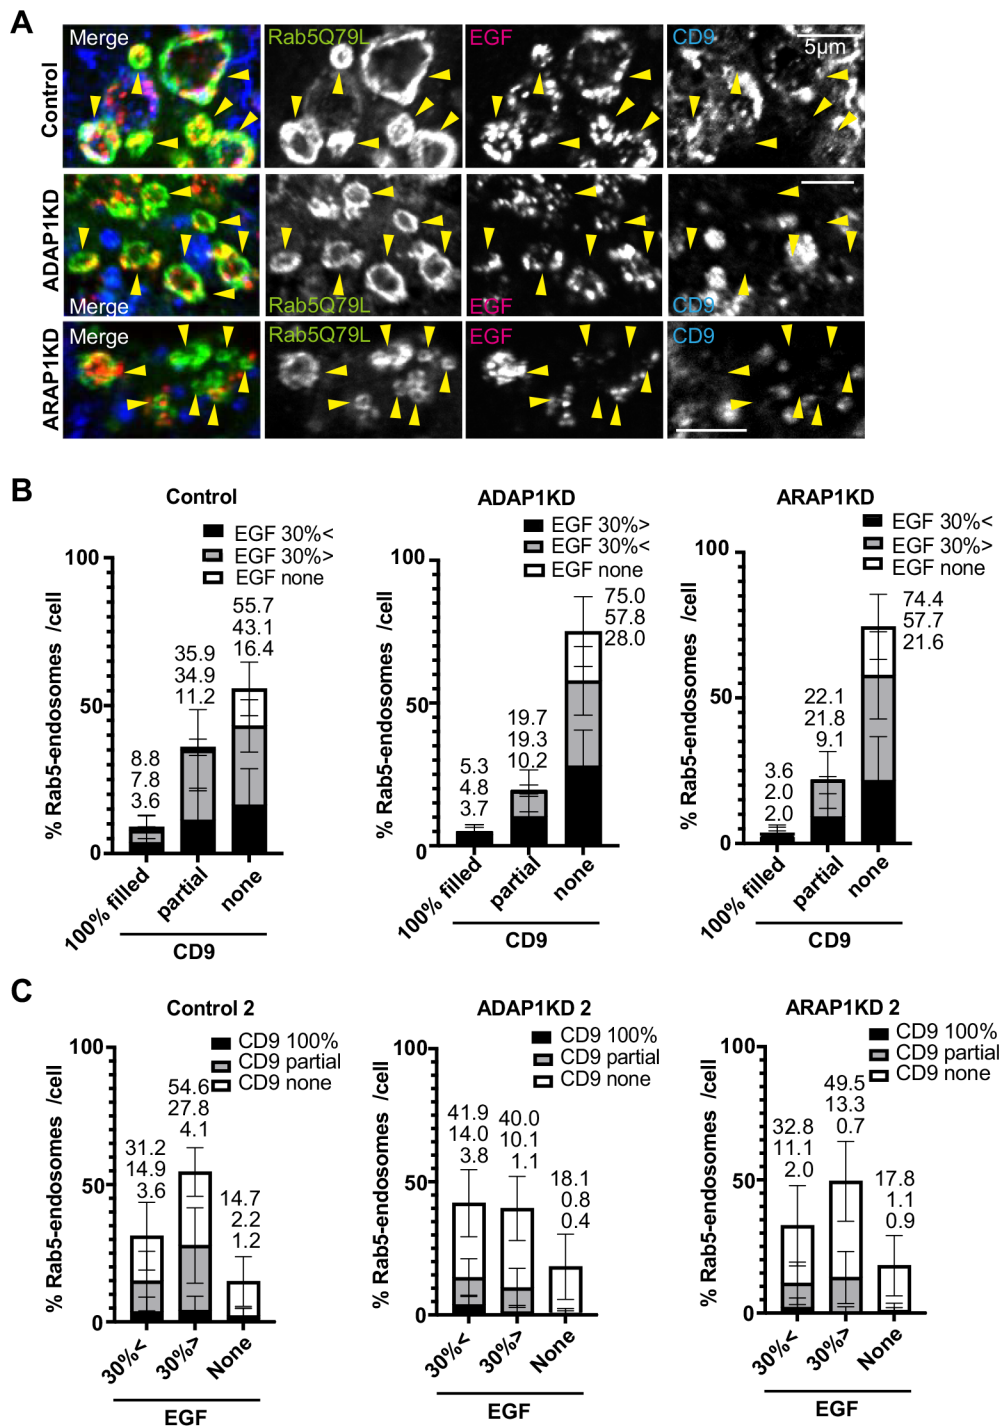 A
Control
Merge
Rab5Q79L
EGF
CD9
5µm
ADAP1KD
Merge
Rab5Q79L
EGF
CD9
ARAP1KD
Merge
Rab5Q79L
EGF
CD9
B
Control
EGF 30%<
EGF 30%>
EGF none
% Rab5-endosomes /cell
100
50
0
8.8
7.8
3.6
35.9
34.9
11.2
55.7
43.1
16.4
100% filled
partial
none
CD9
ADAP1KD
EGF 30%>
EGF 30%<
EGF none
% Rab5-endosomes /cell
100
50
0
5.3
4.8
3.7
19.7
19.3
10.2
75.0
57.8
28.0
100% filled
partial
none
CD9
ARAP1KD
EGF 30%<
EGF 30%>
EGF none
% Rab5-endosomes /cell
100
50
0
3.6
2.0
2.0
22.1
21.8
9.1
74.4
57.7
21.6
100% filled
partial
none
CD9
C
Control 2
CD9 100%
CD9 partial
CD9 none
% Rab5-endosomes /cell
100
50
0
31.2
14.9
3.6
54.6
27.8
4.1
14.7
2.2
1.2
30%<
30%>
None
EGF
ADAP1KD 2
CD9 100%
CD9 partial
CD9 none
% Rab5-endosomes /cell
100
50
0
41.9
14.0
3.8
40.0
10.1
1.1
18.1
0.8
0.4
30%<
30%>
None
EGF
ARAP1KD 2
CD9 100%
CD9 partial
CD9 none
% Rab5-endosomes /cell
100
50
0
32.8
11.1
2.0
49.5
13.3
0.7
17.8
1.1
0.9
30%<
30%>
None
EGF